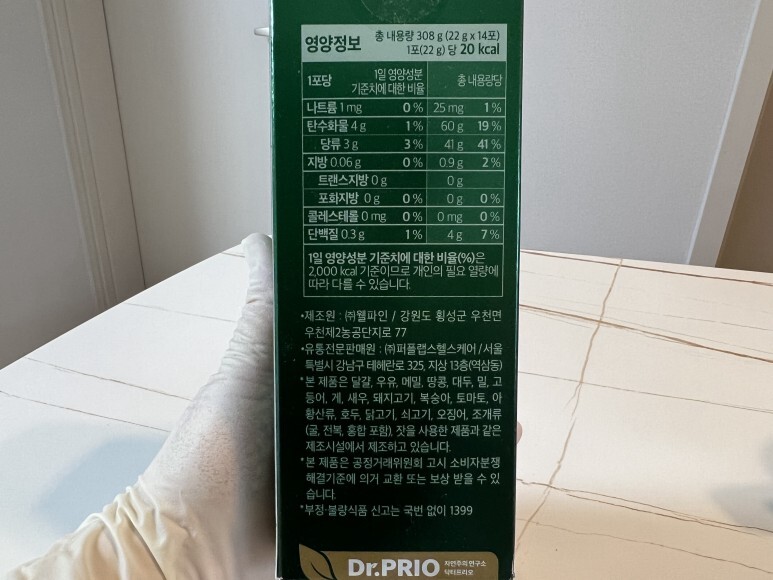 영양정보 총 내용량 308 g (22 g x 14포)
1포(22 g) 당 20 kcal
1포당 1일 영양성분 기준치에 대한 비율 총 내용량당
나트륨 1 mg 0 % 25 mg 1 %
탄수화물 4 g 1 % 60 g 19 %
당류 3 g 3 % 41 g 41 %
지방 0.06 g 0 % 0.9 g 2 %
트랜스지방 0 g 0 g
포화지방 0 g 0 % 0 g 0 %
콜레스테롤 0 mg 0 % 0 mg 0 %
단백질 0.3 g 1 % 4 g 7 %
1일 영양성분 기준치에 대한 비율(%)은
2,000 kcal 기준이므로 개인의 필요 열량에
따라 다를 수 있습니다.
•제조원 : ㈜웰파인 / 강원도 횡성군 우천면
우천제2농공단지로 77
•유통전문판매원 : ㈜퍼플랩스헬스케어 / 서울
특별시 강남구 테헤란로 325, 지상 13층(역삼동)
*본 제품은 달걀, 우유, 메밀, 땅콩, 대두, 밀, 고
등어, 게, 새우, 돼지고기, 복숭아, 토마토, 아
황산류, 호두, 닭고기, 쇠고기, 오징어, 조개류
(굴, 전복, 홍합 포함), 잣을 사용한 제품과 같은
제조시설에서 제조하고 있습니다.
*본 제품은 공정거래위원회 고시 소비자분쟁
해결기준에 의거 교환 또는 보상 받을 수 있
습니다.
*부정·불량식품 신고는 국번 없이 1399
Dr.PRIO 자연주의 연구소
닥터프리오